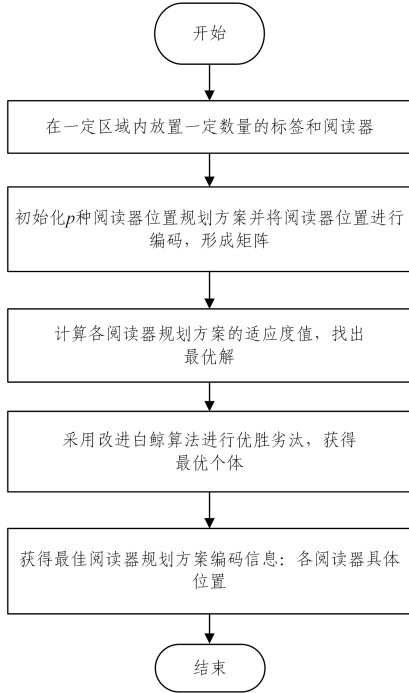 开始
在一定区域内放置一定数量的标签和阅读器
初始化p种阅读器位置规划方案并将阅读器位置进行
编码，形成矩阵
计算各阅读器规划方案的适应度值，找出
最优解
采用改进白鲸算法进行优胜劣汰，获得
最优个体
获得最佳阅读器规划方案编码信息：各阅读器具体
位置
结束